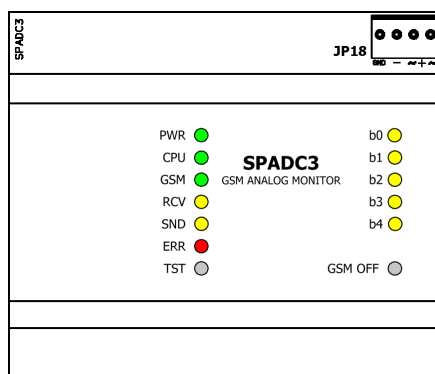 SPADC3
JP18
GND − ~+~
PWR
CPU
GSM
RCV
SND
ERR
TST
SPADC3
GSM ANALOG MONITOR
b0
b1
b2
b3
b4
GSM OFF